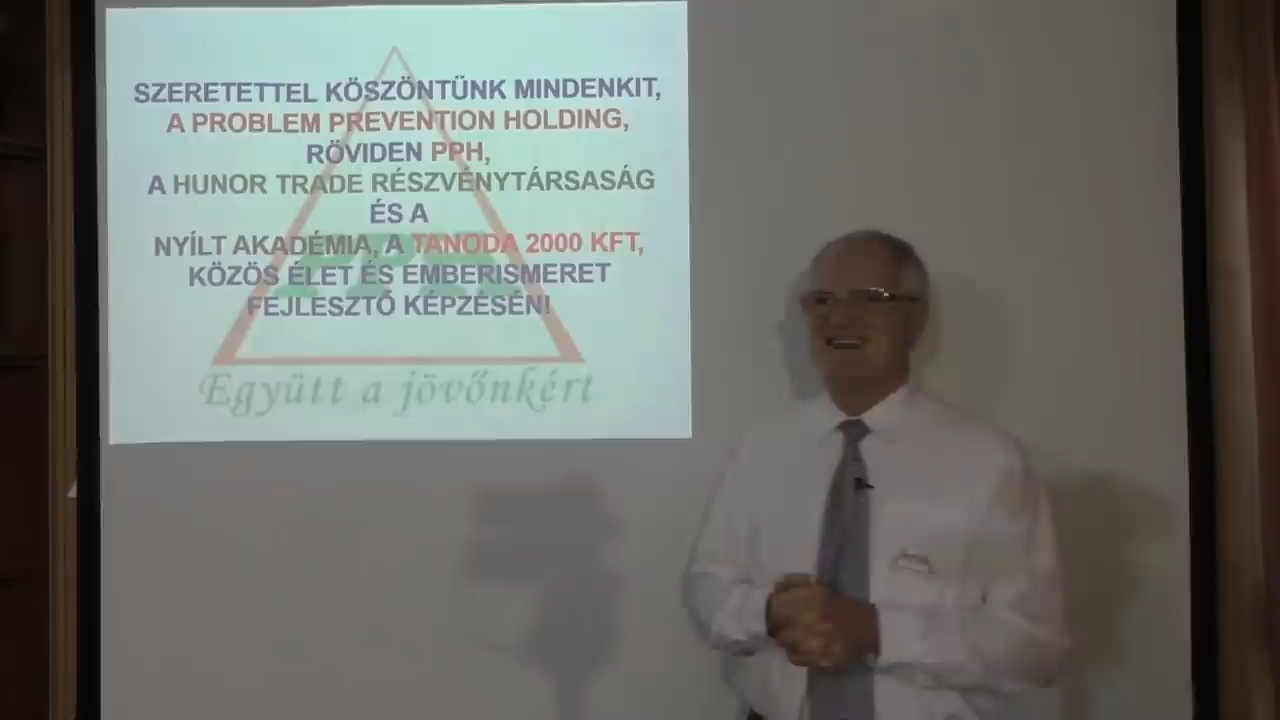 SZERETETTEL KÖSZÖNTÜNK MINDENKIT,
A PROBLEM PREVENTION HOLDING,
RÖVIDEN PPH,
A HUNOR TRADE RÉSZVÉNYTÁRSASÁG
ÉS A
NYÍLT AKADÉMIA, A TANODA 2000 KFT,
KÖZÖS ÉLET ÉS EMBERISMERET
FEJLESZTŐ KÉPZÉSÉN!
PPH
Együtt a jövőnkért